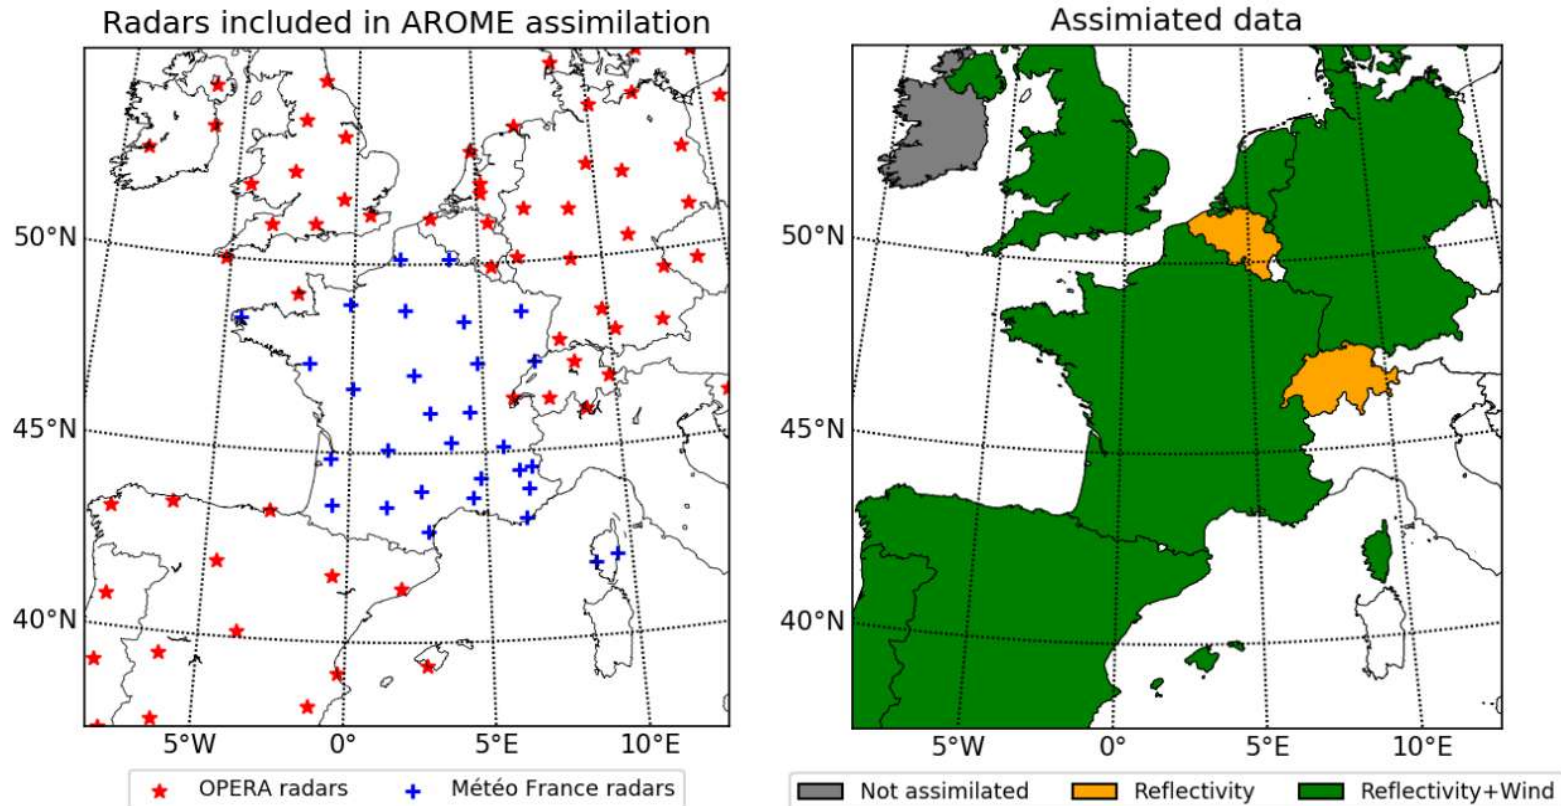 Radars included in AROME assimilation
50°N
45°N
40°N
5°W 0° 5°E 10°E
OPERA radars Météo France radars
Assimiated data
50°N
45°N
40°N
5°W 0° 5°E 10°E
Not assimilated Reflectivity Reflectivity+Wind